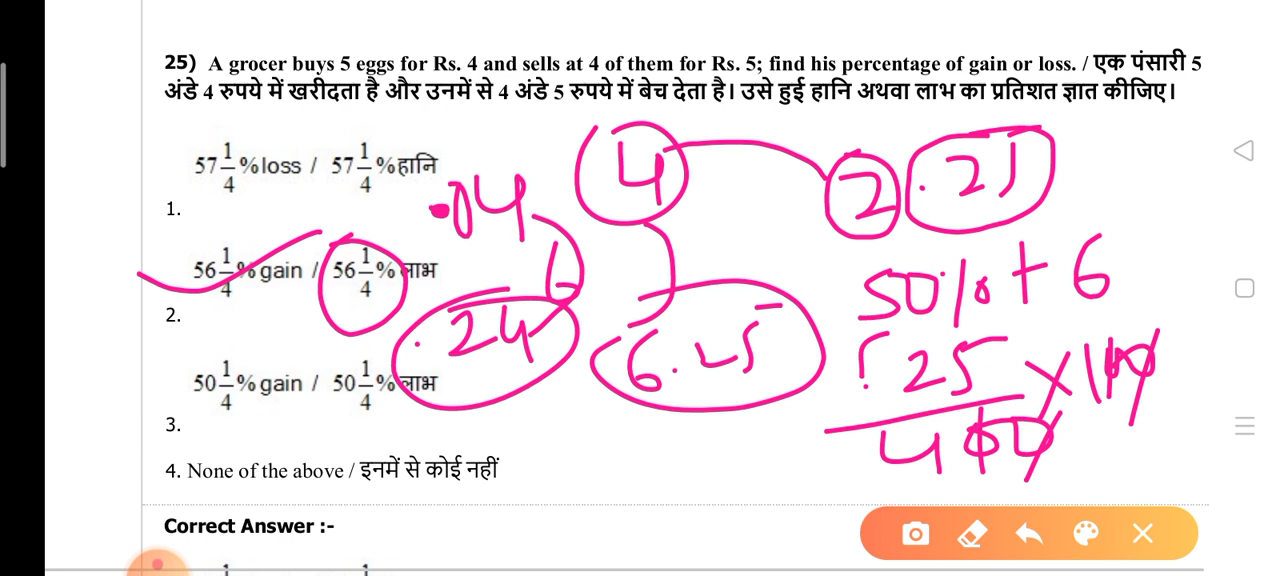 25) A grocer buys 5 eggs for Rs. 4 and sells at 4 of them for Rs. 5; find his percentage of gain or loss. / एक पंसारी 5
अंडे 4 रुपये में खरीदता है और उनमें से 4 अंडे 5 रुपये में बेच देता है। उसे हुई हानि अथवा लाभ का प्रतिशत ज्ञात कीजिए।
57 1/4 % loss / 57 1/4 % हानि
1.
56 1/4 % gain / 56 1/4 % लाभ
2.
50 1/4 % gain / 50 1/4 % लाभ
3.
4. None of the above / इनमें से कोई नहीं
Correct Answer :-
4
2
.25
.04
6
.24
6.25
50% + 6
25 × 100
400